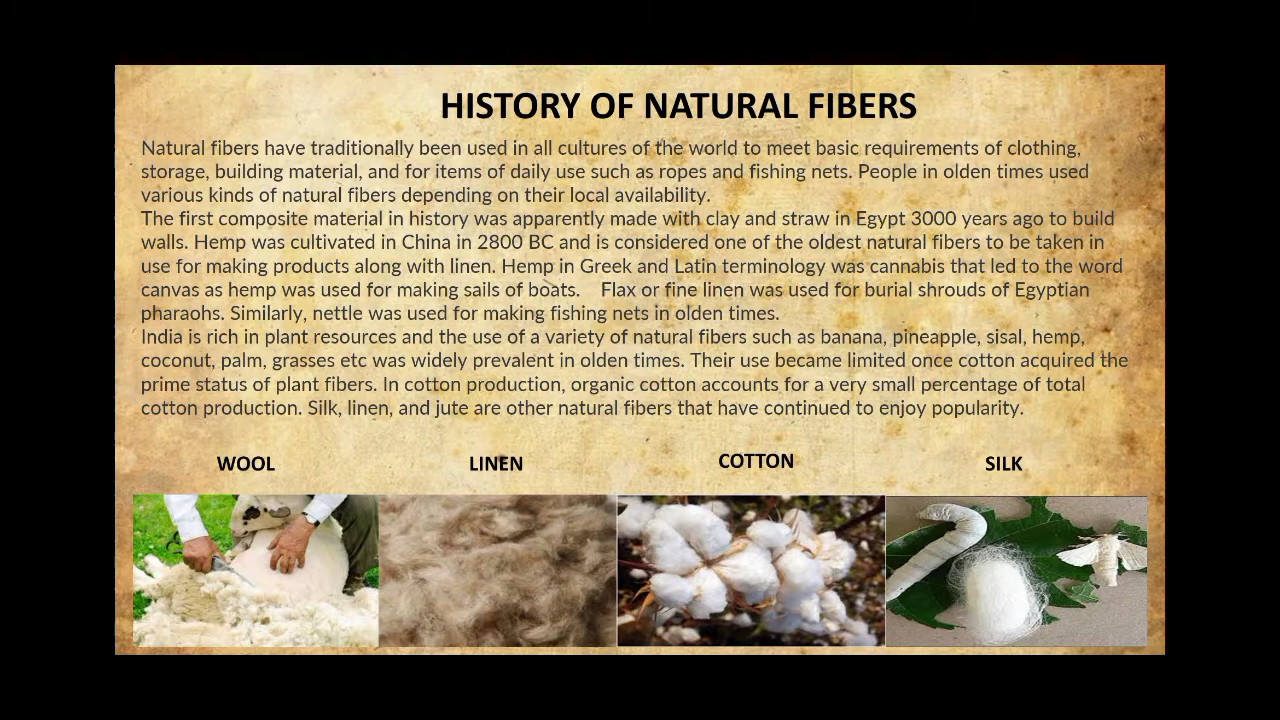 HISTORY OF NATURAL FIBERS
Natural fibers have traditionally been used in all cultures of the world to meet basic requirements of clothing,
storage, building material, and for items of daily use such as ropes and fishing nets. People in olden times used
various kinds of natural fibers depending on their local availability.
The first composite material in history was apparently made with clay and straw in Egypt 3000 years ago to build
walls. Hemp was cultivated in China in 2800 BC and is considered one of the oldest natural fibers to be taken in
use for making products along with linen. Hemp in Greek and Latin terminology was cannabis that led to the word
canvas as hemp was used for making sails of boats.    Flax or fine linen was used for burial shrouds of Egyptian
pharaohs. Similarly, nettle was used for making fishing nets in olden times.
India is rich in plant resources and the use of a variety of natural fibers such as banana, pineapple, sisal, hemp,
coconut, palm, grasses etc was widely prevalent in olden times. Their use became limited once cotton acquired the
prime status of plant fibers. In cotton production, organic cotton accounts for a very small percentage of total
cotton production. Silk, linen, and jute are other natural fibers that have continued to enjoy popularity.
WOOL
LINEN
COTTON
SILK